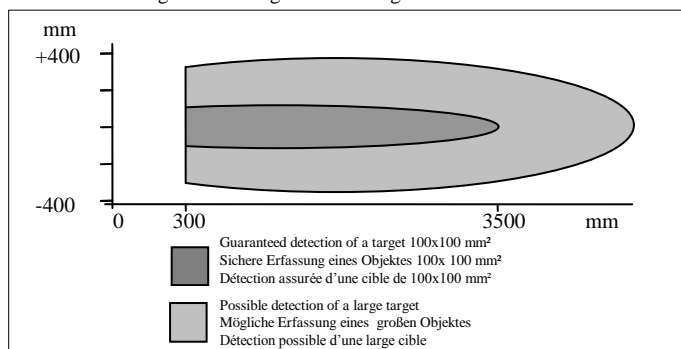 mm
+400
-400
0 300 3500 mm
Guaranteed detection of a target 100x100 mm²
Sichere Erfassung eines Objektes 100x 100 mm²
Détection assurée d’une cible de 100x100 mm²
Possible detection of a large target
Mögliche Erfassung eines großen Objektes
Détection possible d’une large cible